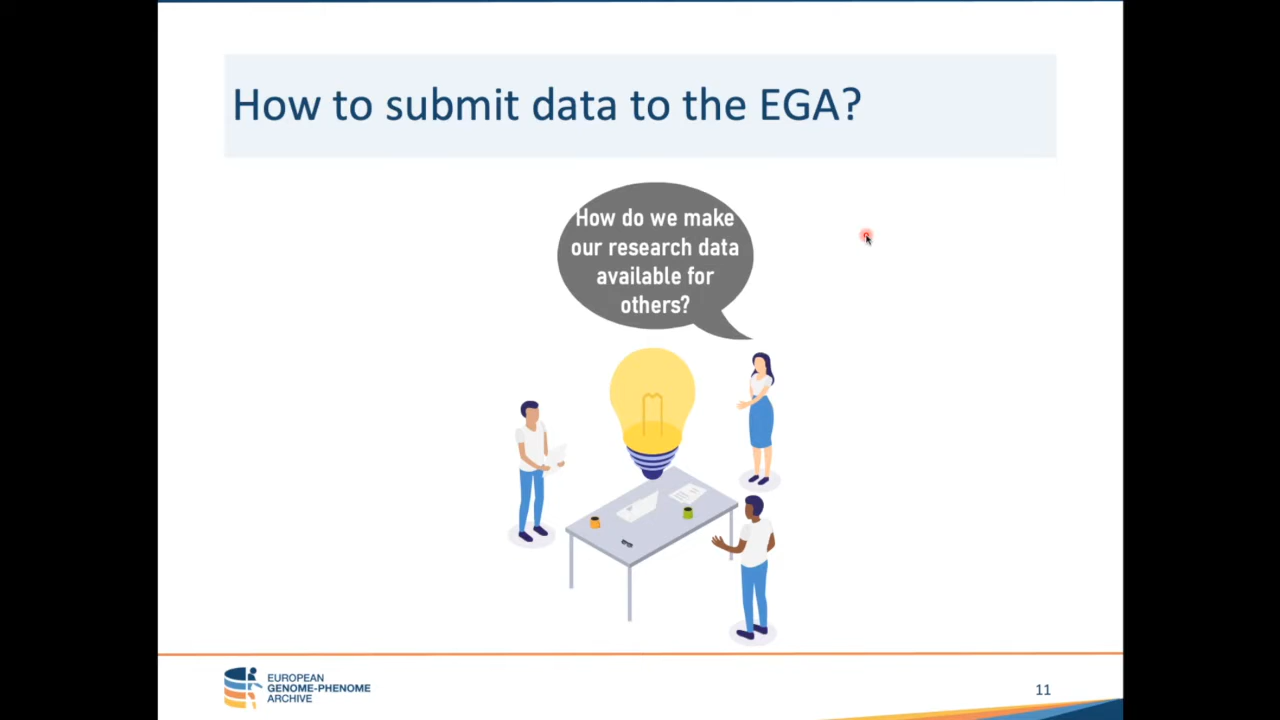 How to submit data to the EGA?
How do we make
our research data
available for
others?
EUROPEAN
GENOME-PHENOME
ARCHIVE
11